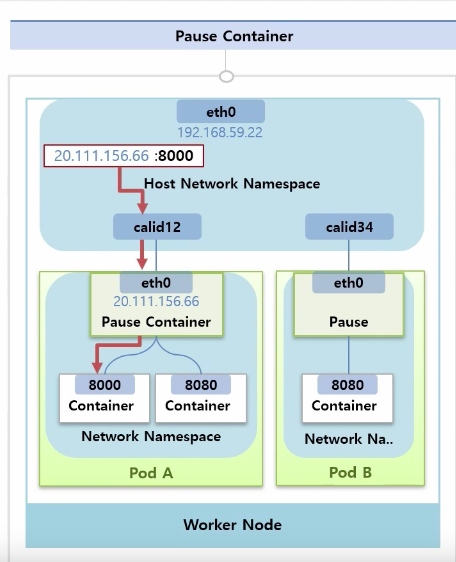 Pause Container
eth0
192.168.59.22
20.111.156.66 :8000
Host Network Namespace
calid12
calid34
eth0
20.111.156.66
Pause Container
eth0
Pause
8000
Container
8080
Container
8080
Container
Network Namespace
Network Na..
Pod A
Pod B
Worker Node